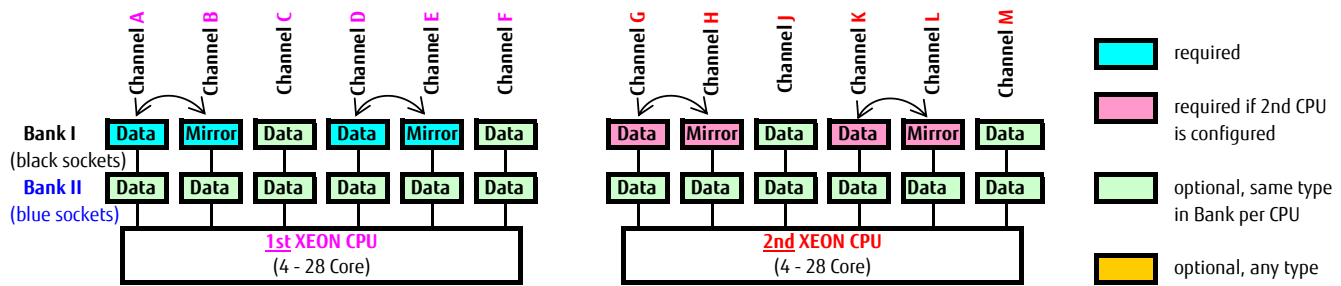 Channel A
Channel B
Channel C
Channel D
Channel E
Channel F
Channel G
Channel H
Channel J
Channel K
Channel L
Channel M
Bank I
(black sockets)
Data Mirror Data Data Mirror Data
Data Mirror Data Data Mirror Data
Bank II
(blue sockets)
Data Data Data Data Data Data
Data Data Data Data Data Data
1st XEON CPU
(4 - 28 Core)
2nd XEON CPU
(4 - 28 Core)
required
required if 2nd CPU
is configured
optional, same type
in Bank per CPU
optional, any type